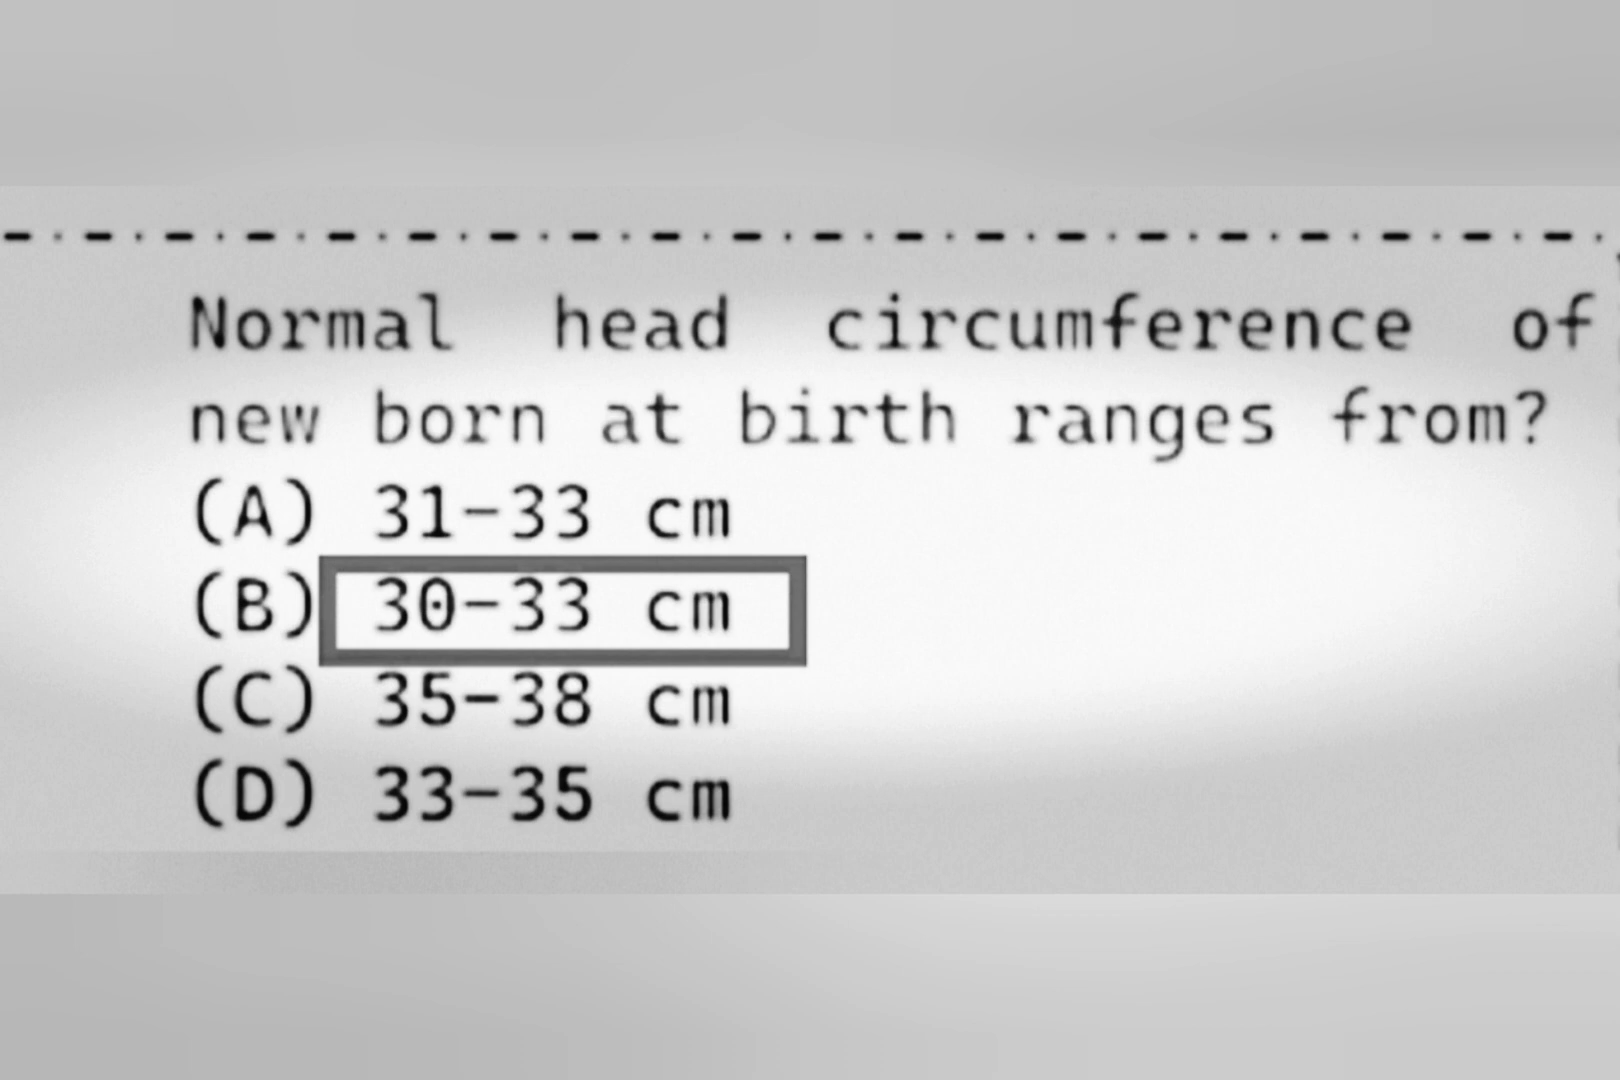 Normal head circumference of
new born at birth ranges from?
(A) 31-33 cm
(B) 30-33 cm
(C) 35-38 cm
(D) 33-35 cm